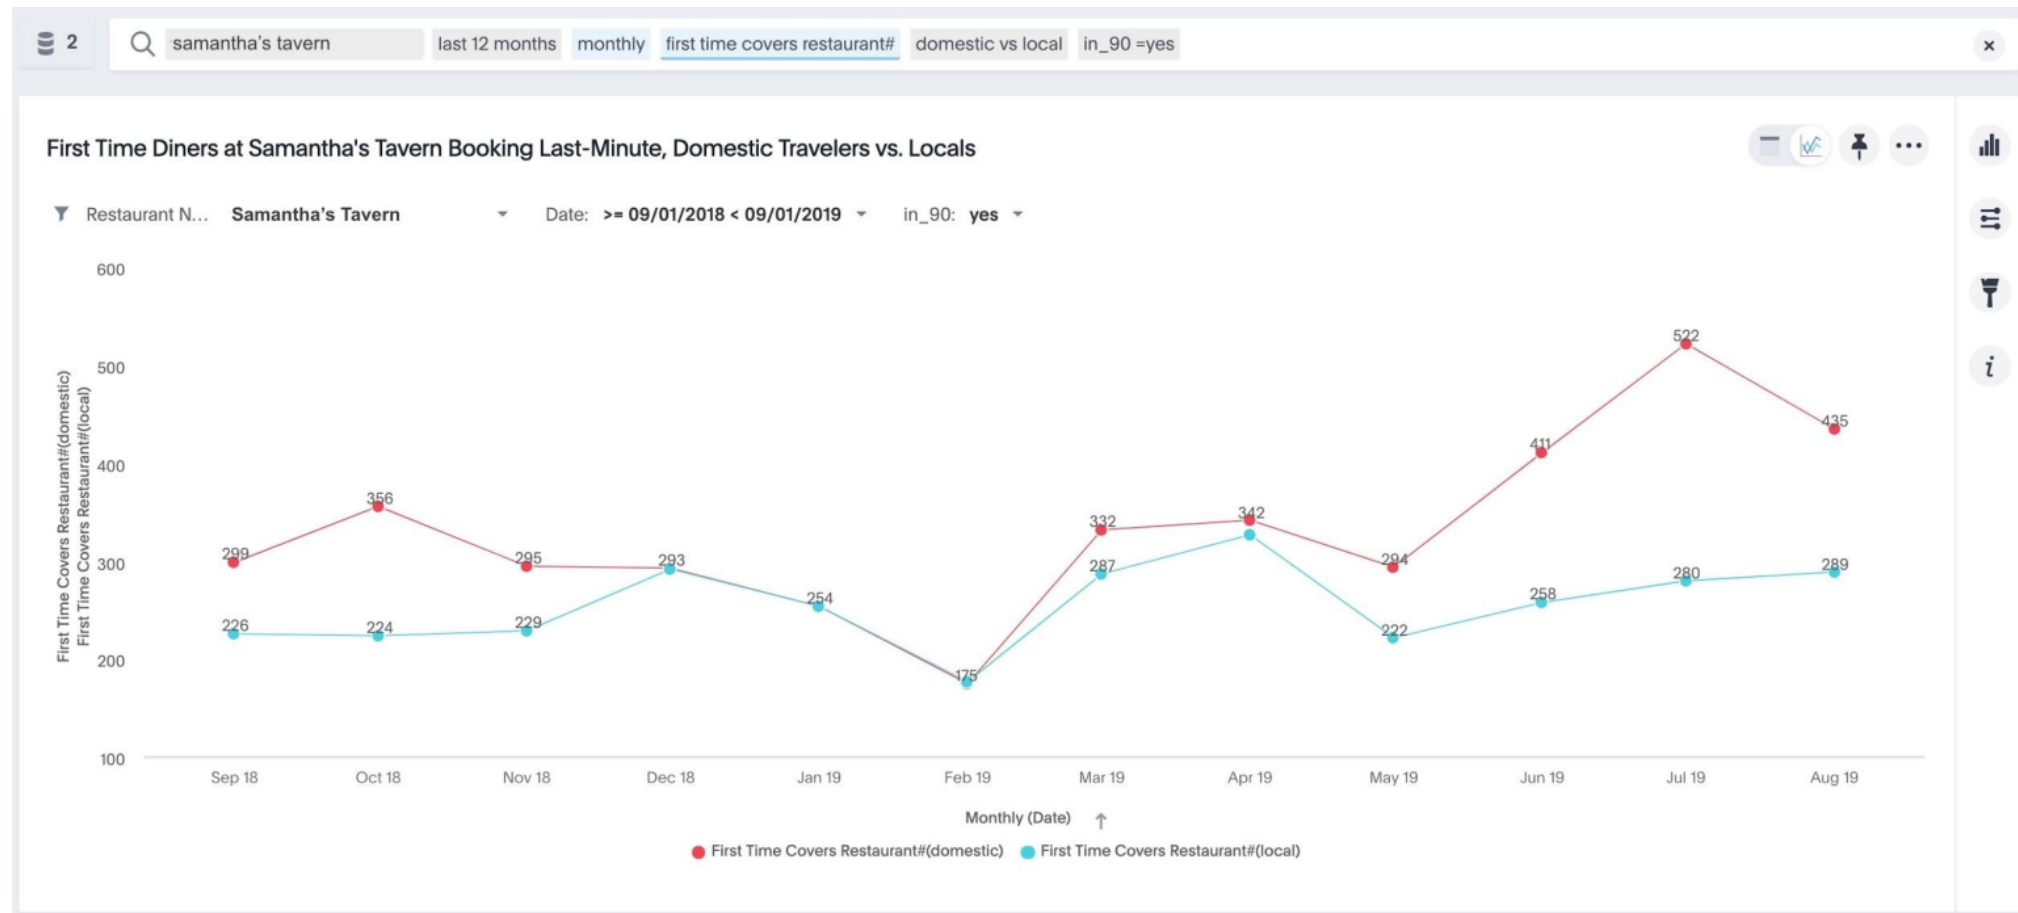 2
samantha's tavern last 12 months monthly first time covers restaurant# domestic vs local in_90 =yes
First Time Diners at Samantha's Tavern Booking Last-Minute, Domestic Travelers vs. Locals
Restaurant N... Samantha's Tavern Date: >= 09/01/2018 < 09/01/2019 in_90: yes
First Time Covers Restaurant#(domestic)
First Time Covers Restaurant#(local)
600
500
400
300
200
100
299 356 295 293 254 175 332 342 294 411 522 435
226 224 229 287 222 258 280 289
Sep 18 Oct 18 Nov 18 Dec 18 Jan 19 Feb 19 Mar 19 Apr 19 May 19 Jun 19 Jul 19 Aug 19
Monthly (Date)
First Time Covers Restaurant#(domestic) First Time Covers Restaurant#(local)